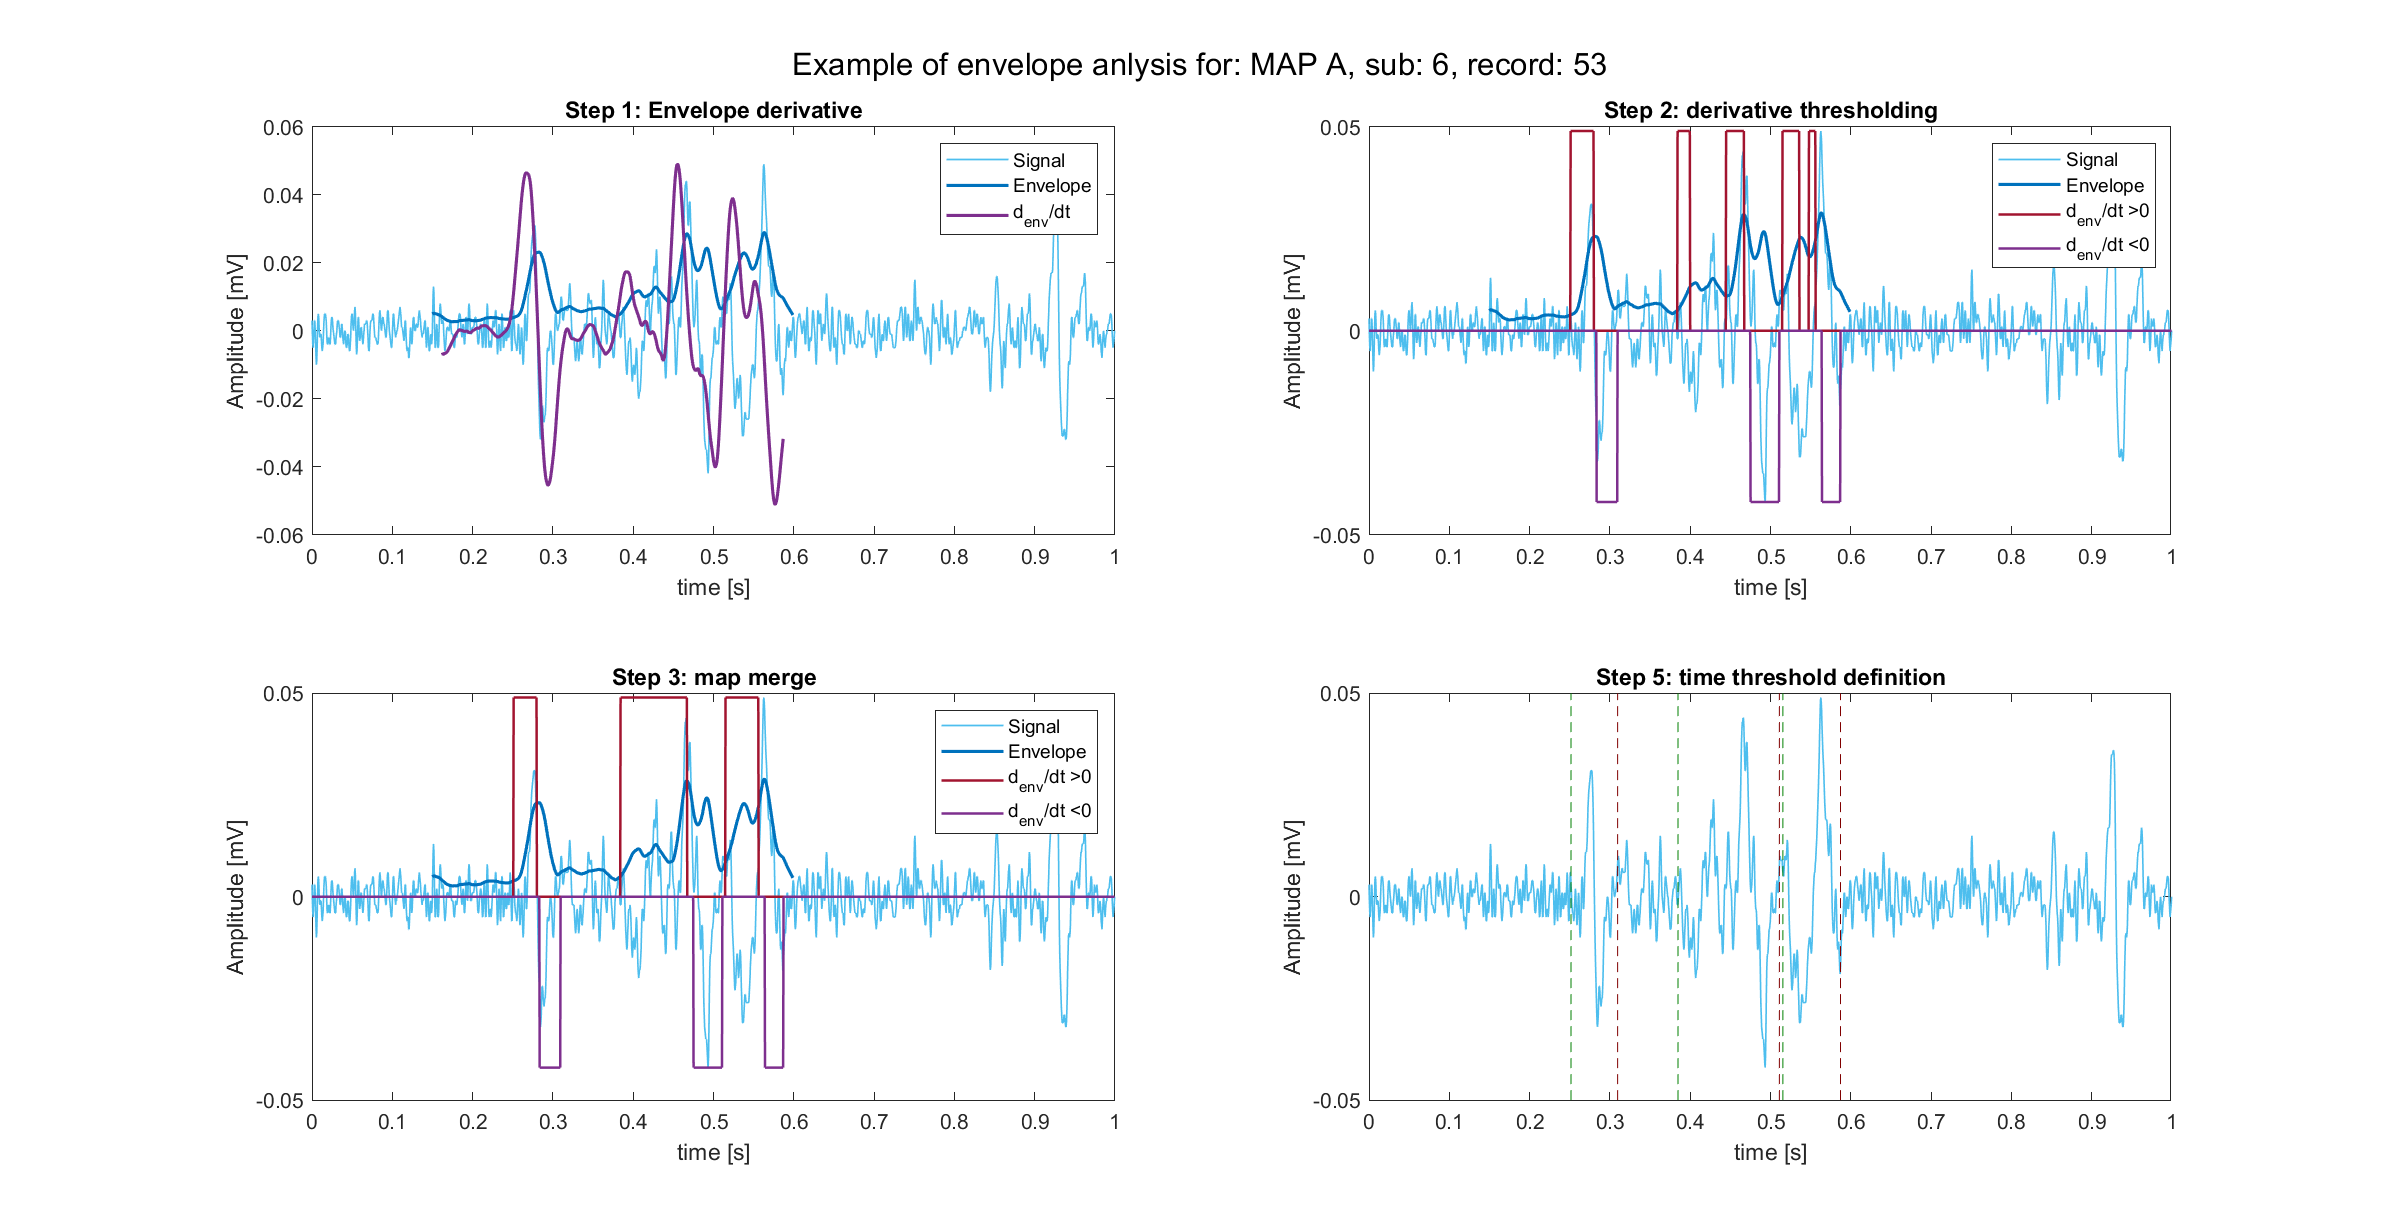 Example of envelope anlysis for: MAP A, sub: 6, record: 53
Step 1: Envelope derivative
Amplitude [mV]
0.06
0.04
0.02
0
-0.02
-0.04
-0.06
Signal
Envelope
d_env/dt
0 0.1 0.2 0.3 0.4 0.5 0.6 0.7 0.8 0.9 1
time [s]
Step 2: derivative thresholding
Amplitude [mV]
0.05
0
-0.05
Signal
Envelope
d_env/dt >0
d_env/dt <0
0 0.1 0.2 0.3 0.4 0.5 0.6 0.7 0.8 0.9 1
time [s]
Step 3: map merge
Amplitude [mV]
0.05
0
-0.05
Signal
Envelope
d_env/dt >0
d_env/dt <0
0 0.1 0.2 0.3 0.4 0.5 0.6 0.7 0.8 0.9 1
time [s]
Step 5: time threshold definition
Amplitude [mV]
0.05
0
-0.05
0 0.1 0.2 0.3 0.4 0.5 0.6 0.7 0.8 0.9 1
time [s]